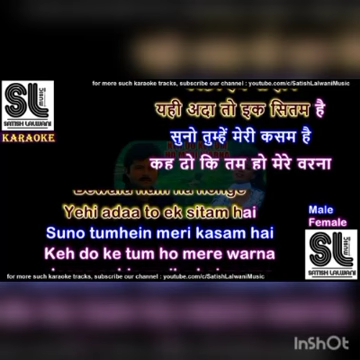 for more such karaoke tracks, subscribe our channel : youtube.com/c/SatishLalwaniMusic
SL
Series
SATISH LALWANI
KARAOKE
यही अदा तो इक सितम है
सुनो तुम्हें मेरी कसम है
कह दो कि तुम हो मेरे वरना
Yehi adaa to ek sitam hai
Suno tumhein meri kasam hai
Keh do ke tum ho mere warna
Male
Female
SL
SATISH LALWANI
for more such karaoke tracks, subscribe our channel : youtube.com/c/SatishLalwaniMusic
InShOt